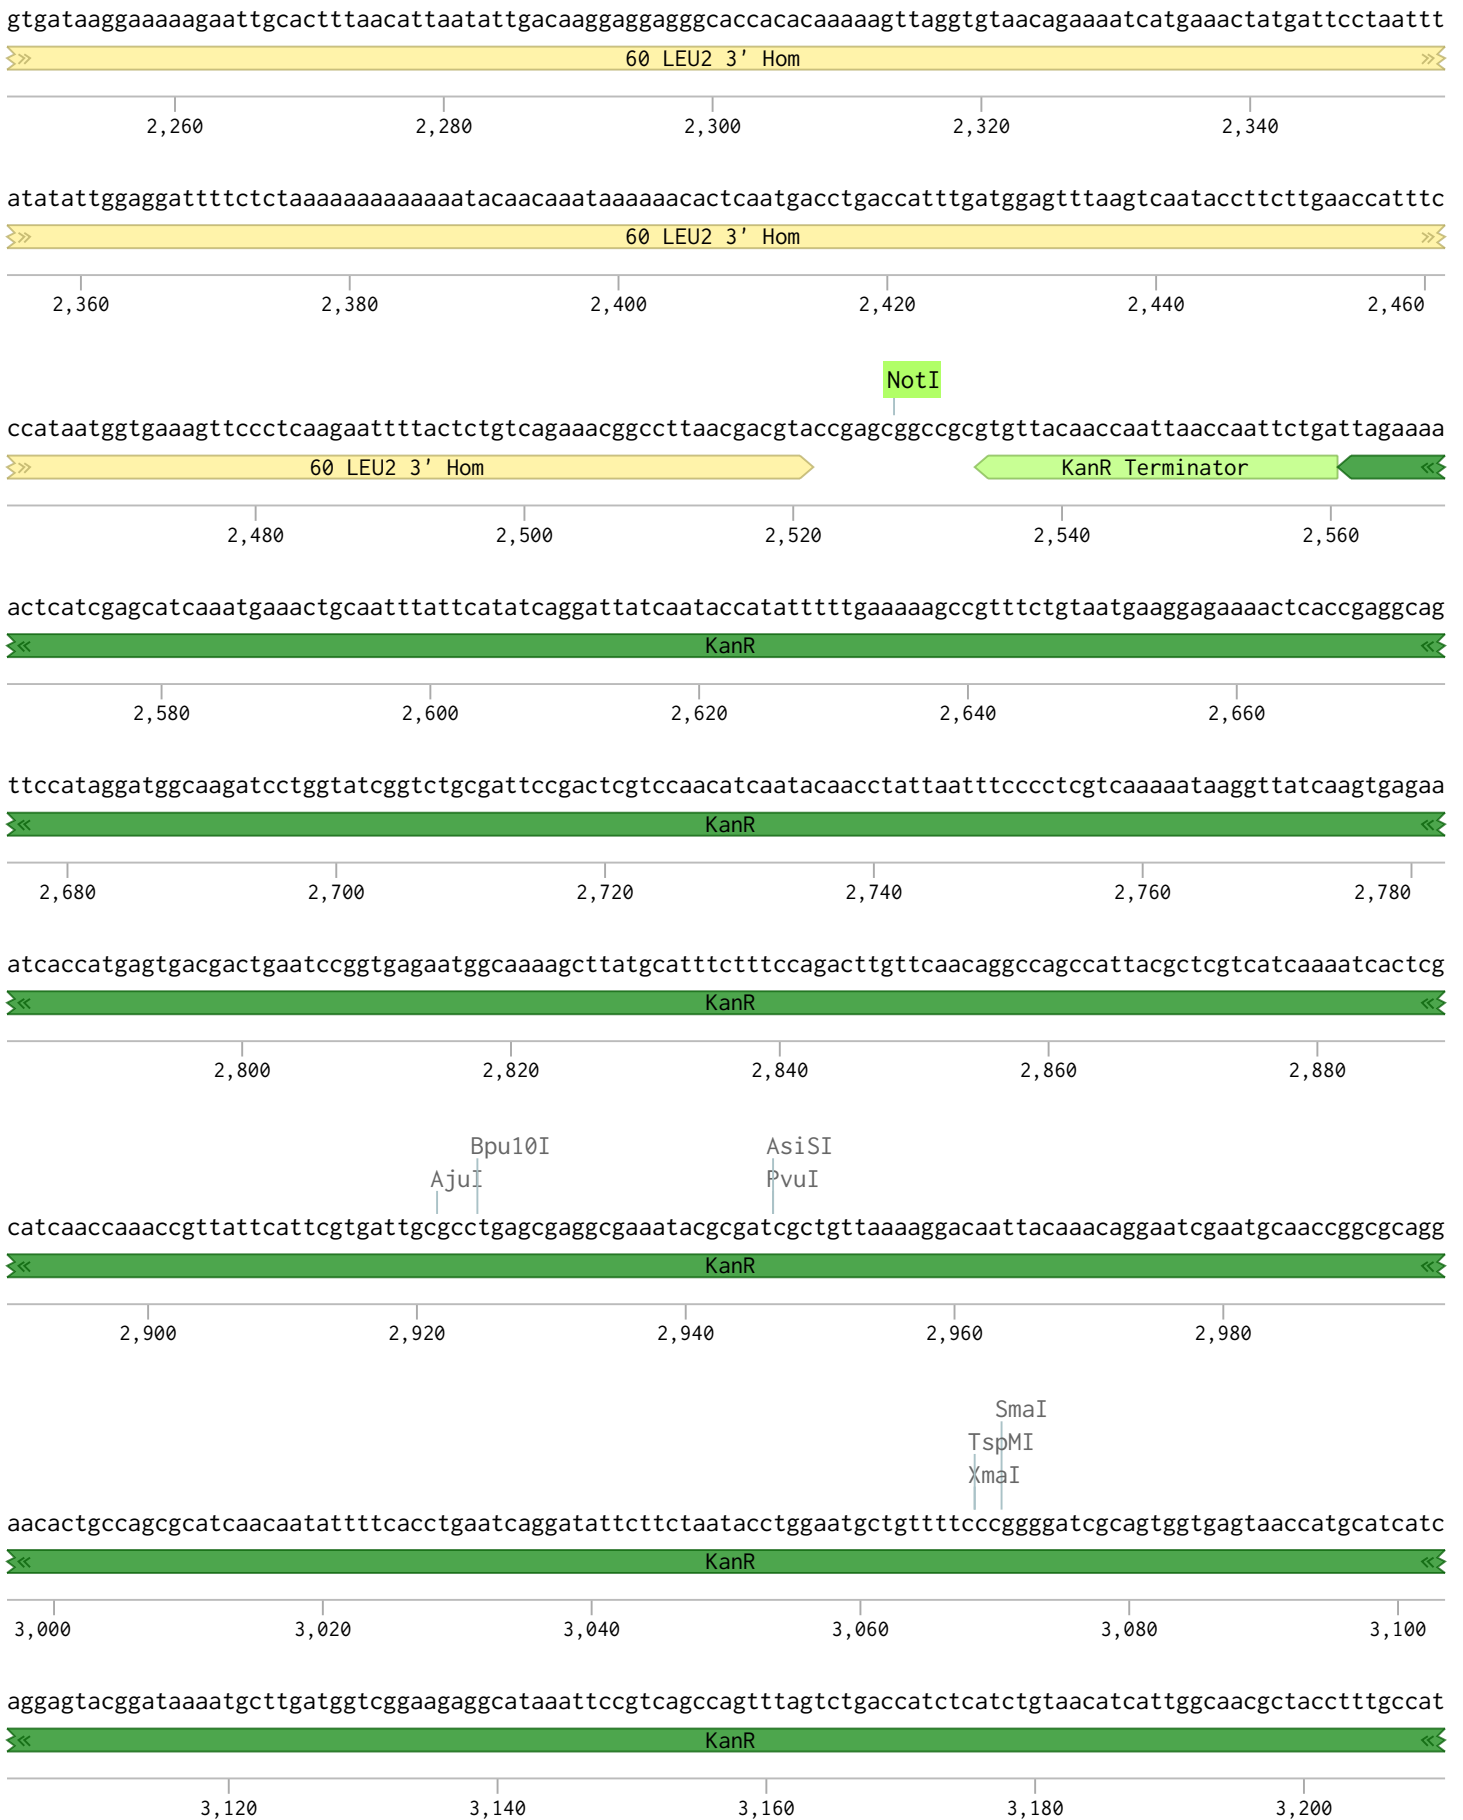 gtgataaggaaaaagaattgcactttaacattaatattgacaaggaggagggcaccacacaaaaagttaggtgtaacagaaaatcatgaaactatgattcctaattt
60 LEU2 3' Hom
2,260 2,280 2,300 2,320 2,340
atatattggaggattttctctaaaaaaaaaaaaatacaacaaataaaaaacactcaatgacctgaccatttgatggagtttaagtcaataccttcttgaaccatttc
60 LEU2 3' Hom
2,360 2,380 2,400 2,420 2,440 2,460
NotI
ccataatggtgaaagttccctcaagaattttactctgtcagaaacggccttaacgacgtaccgagcggccgcgtgttacaaccaattaaccaattctgattagaaaa
60 LEU2 3' Hom KanR Terminator
2,480 2,500 2,520 2,540 2,560
actcatcgagcatcaaatgaaactgcaatttattcatatcaggattatcaataccatatttttgaaaaagccgtttctgtaatgaaggagaaaactcaccgaggcag
KanR
2,580 2,600 2,620 2,640 2,660
ttccataggatggcaagatcctggtatcggtctgcgattccgactcgtccaacatcaatacaacctattaatttcccctcgtcaaaaataaggttatcaagtgagaa
KanR
2,680 2,700 2,720 2,740 2,760 2,780
atcaccatgagtgacgactgaatccggtgagaatggcaaaagcttatgcatttctttccagacttgttcaacaggccagccattacgctcgtcatcaaaatcactcg
KanR
2,800 2,820 2,840 2,860 2,880
Bpu10I AsiSI
AjuI PvuI
catcaaccaaaccgttattcattcgtgattgcgcctgagcgaggcgaaatacgcgatcgctgttaaaaggacaattacaaacaggaatcgaatgcaaccggcgcagg
KanR
2,900 2,920 2,940 2,960 2,980
SmaI
TspMI
XmaI
aacactgccagcgcatcaacaatattttcacctgaatcaggatattcttctaatacctggaatgctgttttcccggggatcgcagtggtgagtaaccatgcatcatc
KanR
3,000 3,020 3,040 3,060 3,080 3,100
aggagtacggataaaatgcttgatggtcggaagaggcataaattccgtcagccagtttagtctgaccatctcatctgtaacatcattggcaacgctacctttgccat
KanR
3,120 3,140 3,160 3,180 3,200